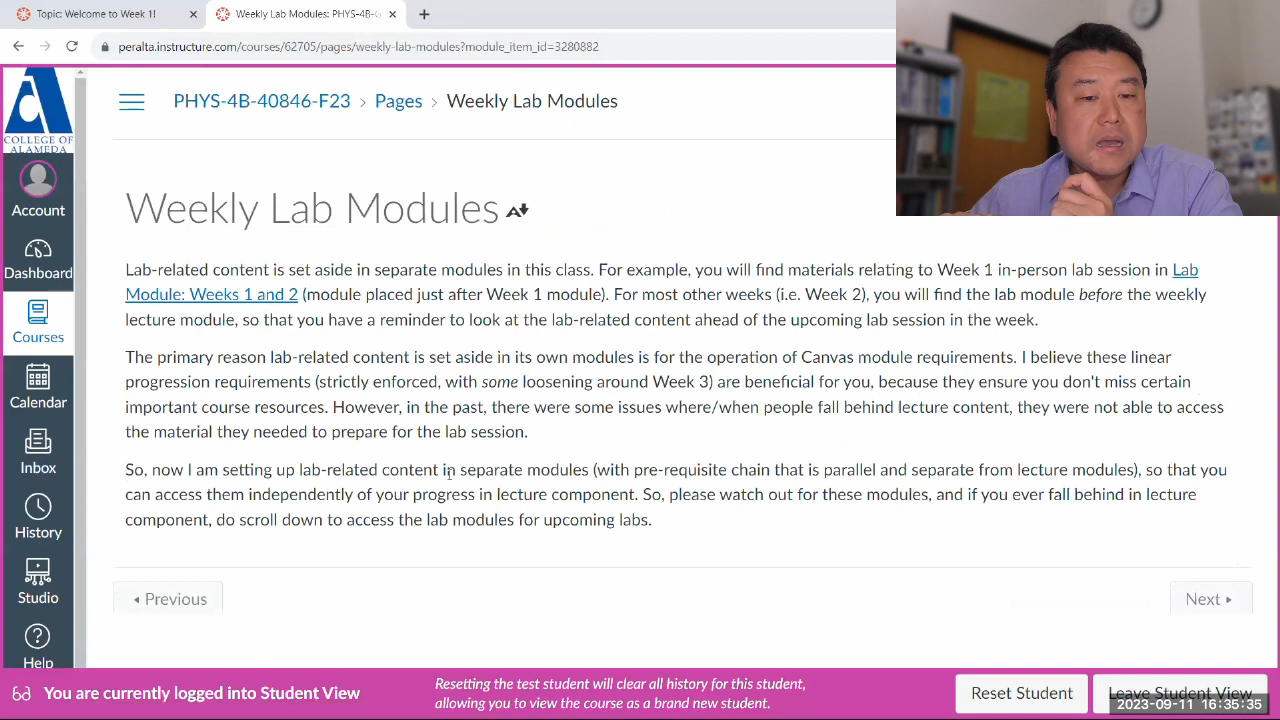 Topic: Welcome to Week 1!
Weekly Lab Modules: PHYS-4B-
peralta.instructure.com/courses/62705/pages/weekly-lab-modules?module_item_id=3280882
COLLEGE OF
ALAMEDA
Account
Dashboard
Courses
Calendar
Inbox
History
Studio
Help
PHYS-4B-40846-F23 > Pages > Weekly Lab Modules
Weekly Lab Modules
Lab-related content is set aside in separate modules in this class. For example, you will find materials relating to Week 1 in-person lab session in Lab
Module: Weeks 1 and 2 (module placed just after Week 1 module). For most other weeks (i.e. Week 2), you will find the lab module before the weekly
lecture module, so that you have a reminder to look at the lab-related content ahead of the upcoming lab session in the week.
The primary reason lab-related content is set aside in its own modules is for the operation of Canvas module requirements. I believe these linear
progression requirements (strictly enforced, with some loosening around Week 3) are beneficial for you, because they ensure you don't miss certain
important course resources. However, in the past, there were some issues where/when people fall behind lecture content, they were not able to access
the material they needed to prepare for the lab session.
So, now I am setting up lab-related content in separate modules (with pre-requisite chain that is parallel and separate from lecture modules), so that you
can access them independently of your progress in lecture component. So, please watch out for these modules, and if you ever fall behind in lecture
component, do scroll down to access the lab modules for upcoming labs.
Previous
Next
You are currently logged into Student View
Resetting the test student will clear all history for this student,
allowing you to view the course as a brand new student.
Reset Student
Leave Student View
2023-09-11 16:35:35